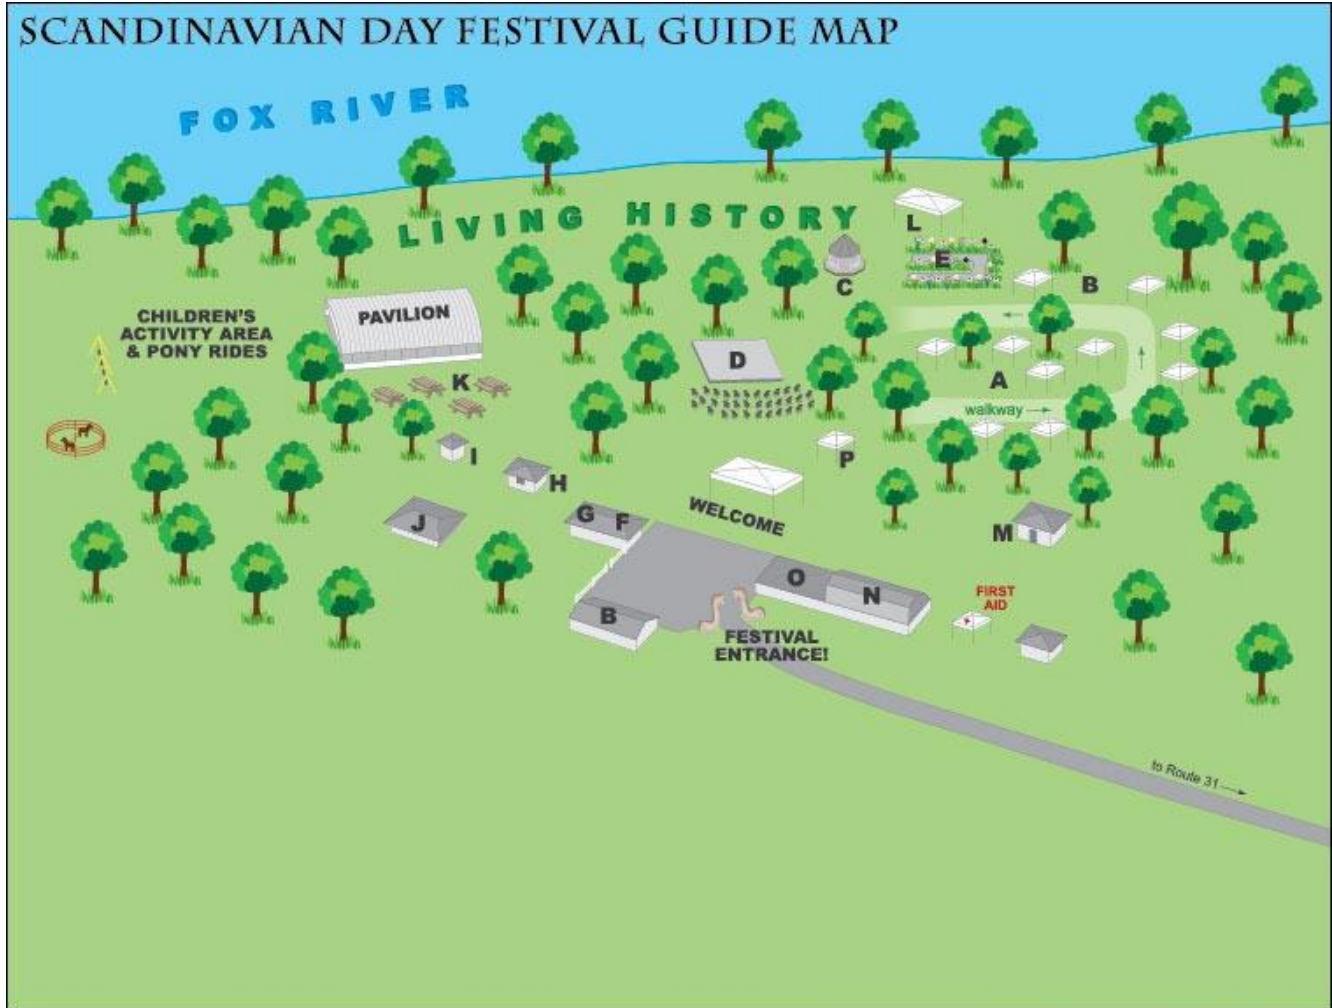 SCANDINAVIAN DAY FESTIVAL GUIDE MAP
FOX RIVER
LIVING HISTORY
L
E
C
B
CHILDREN'S
ACTIVITY AREA
& PONY RIDES
PAVILION
D
K
A
walkway
I
P
H
WELCOME
G F
J
M
O
N
B
FIRST
AID
FESTIVAL
ENTRANCE!
to Route 31